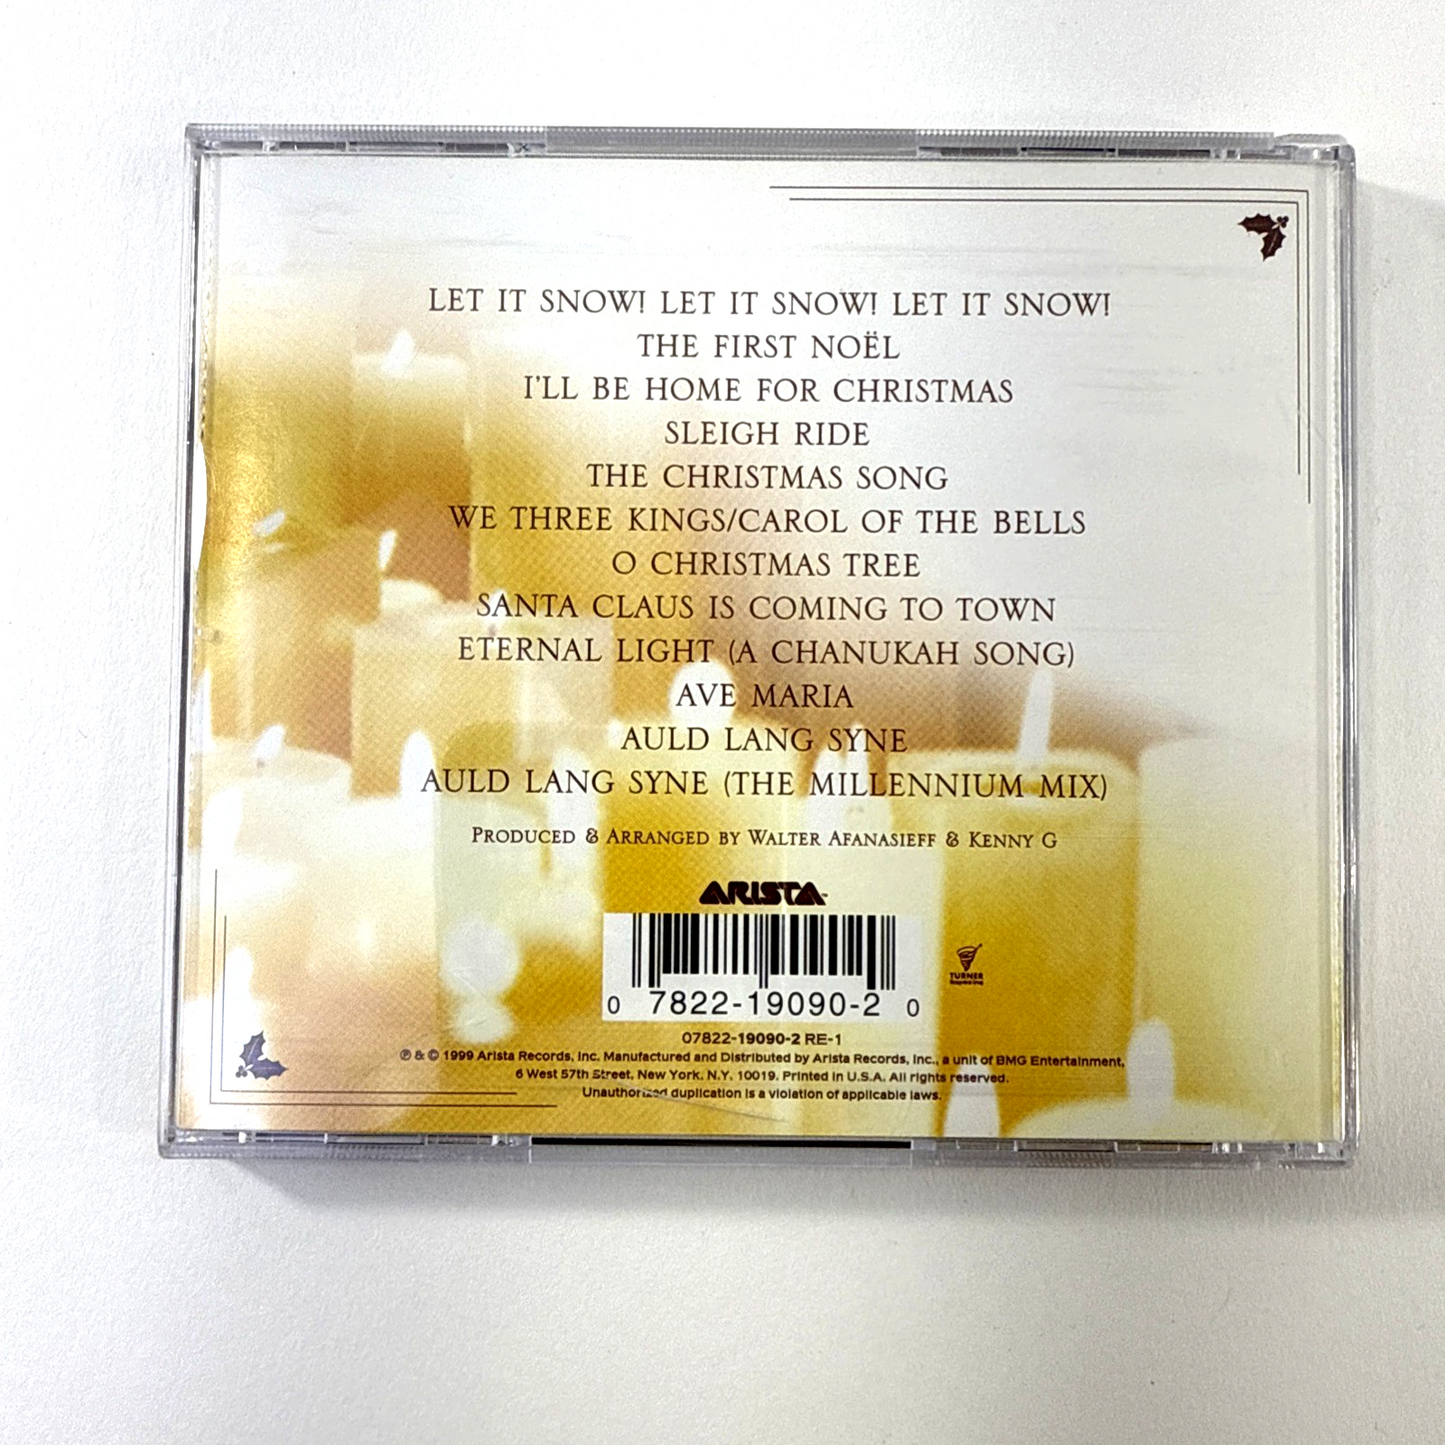 LET IT SNOW! LET IT SNOW! LET IT SNOW!
THE FIRST NOËL
I'LL BE HOME FOR CHRISTMAS
SLEIGH RIDE
THE CHRISTMAS SONG
WE THREE KINGS/CAROL OF THE BELLS
O CHRISTMAS TREE
SANTA CLAUS IS COMING TO TOWN
ETERNAL LIGHT (A CHANUKAH SONG)
AVE MARIA
AULD LANG SYNE
AULD LANG SYNE (THE MILLENNIUM MIX)
PRODUCED & ARRANGED BY WALTER AFANASIEFF & KENNY G
ARISTA™
TURNER
0 7822-19090-2 0
07822-19090-2 RE-1
℗ & © 1999 Arista Records, Inc. Manufactured and Distributed by Arista Records, Inc., a unit of BMG Entertainment,
6 West 57th Street, New York, N.Y. 10019. Printed in U.S.A. All rights reserved.
Unauthorized duplication is a violation of applicable laws.